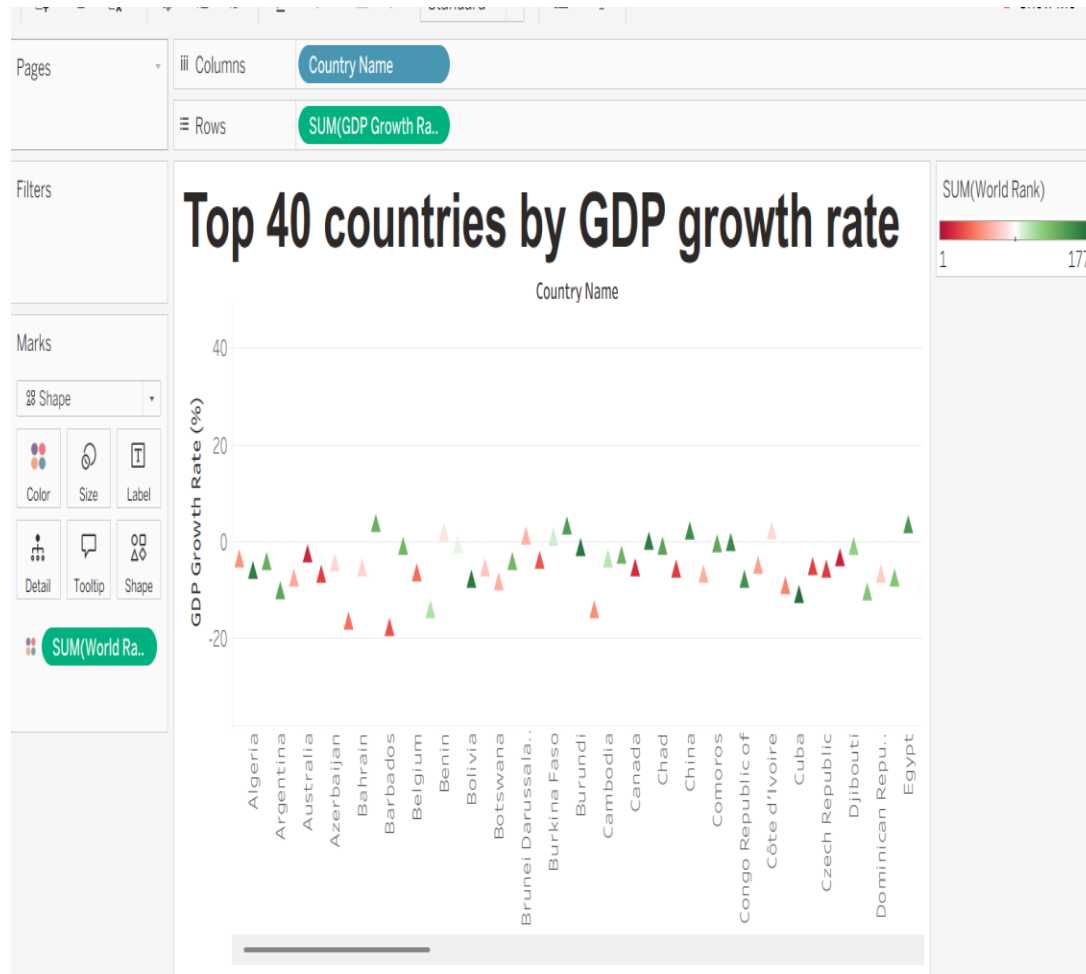 Pages
Columns
Country Name
Rows
SUM(GDP Growth Ra..
Filters
Marks
Shape
Color
Size
Label
Detail
Tooltip
Shape
SUM(World Ra..
Top 40 countries by GDP growth rate
Country Name
GDP Growth Rate (%)
40
20
0
-20
Algeria
Argentina
Australia
Azerbaijan
Bahrain
Barbados
Belgium
Benin
Bolivia
Botswana
Brunei Darussala..
Burkina Faso
Burundi
Cambodia
Canada
Chad
China
Comoros
Congo Republic of
Côte d'Ivoire
Cuba
Czech Republic
Djibouti
Dominican Repu..
Egypt
SUM(World Rank)
1
177